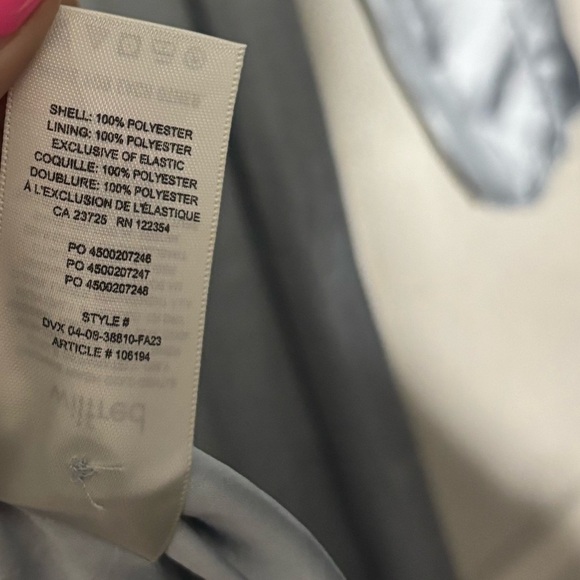 SHELL: 100% POLYESTER
LINING: 100% POLYESTER
EXCLUSIVE OF ELASTIC
COQUILLE: 100% POLYESTER
DOUBLURE: 100% POLYESTER
À L'EXCLUSION DE L'ÉLASTIQUE
CA 23725 RN 122354
PO 4500207246
PO 4500207247
PO 4500207248
STYLE #
DVX 04-08-38810-FA23
ARTICLE # 106194
wilfred